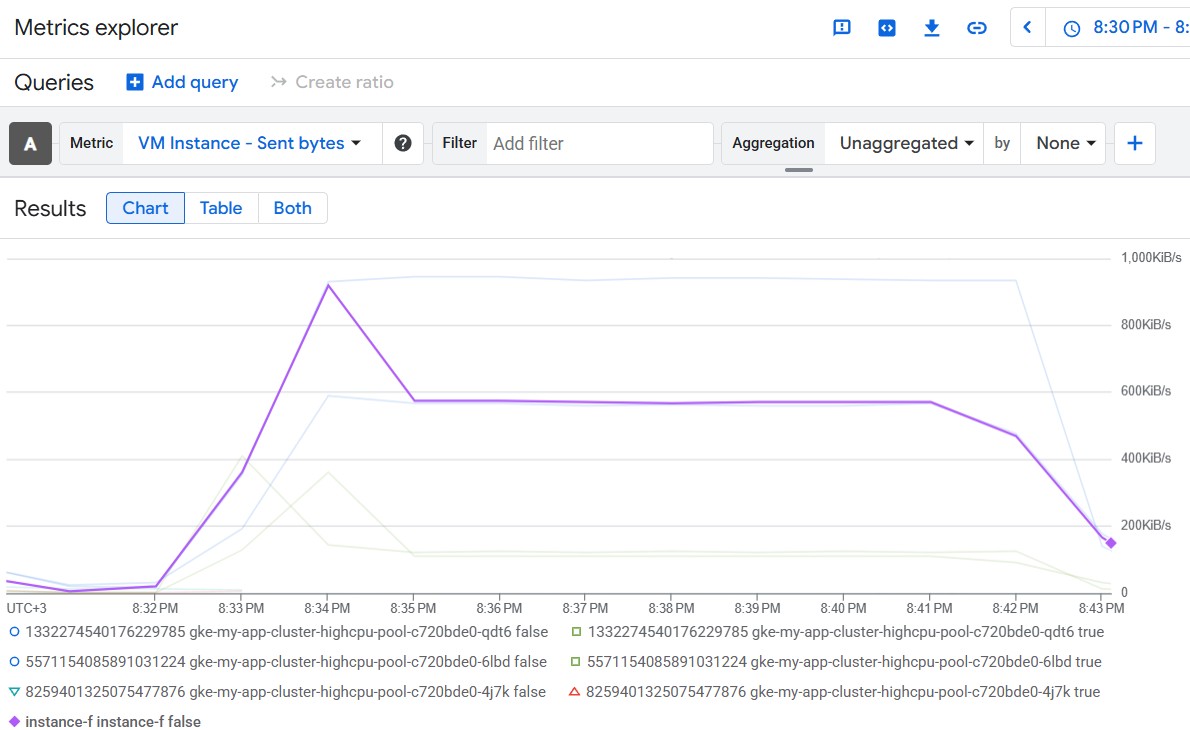 Metrics explorer
8:30 PM - 8:
Queries Add query Create ratio
A Metric VM Instance - Sent bytes ? Filter Add filter Aggregation Unaggregated by None
Results Chart Table Both
1,000KiB/s
800KiB/s
600KiB/s
400KiB/s
200KiB/s
0
UTC+3 8:32 PM 8:33 PM 8:34 PM 8:35 PM 8:36 PM 8:37 PM 8:38 PM 8:39 PM 8:40 PM 8:41 PM 8:42 PM 8:43 PM
1332274540176229785 gke-my-app-cluster-highcpu-pool-c720bde0-qdt6 false 1332274540176229785 gke-my-app-cluster-highcpu-pool-c720bde0-qdt6 true
5571154085891031224 gke-my-app-cluster-highcpu-pool-c720bde0-6lbd false 5571154085891031224 gke-my-app-cluster-highcpu-pool-c720bde0-6lbd true
8259401325075477876 gke-my-app-cluster-highcpu-pool-c720bde0-4j7k false 8259401325075477876 gke-my-app-cluster-highcpu-pool-c720bde0-4j7k true
instance-f instance-f false